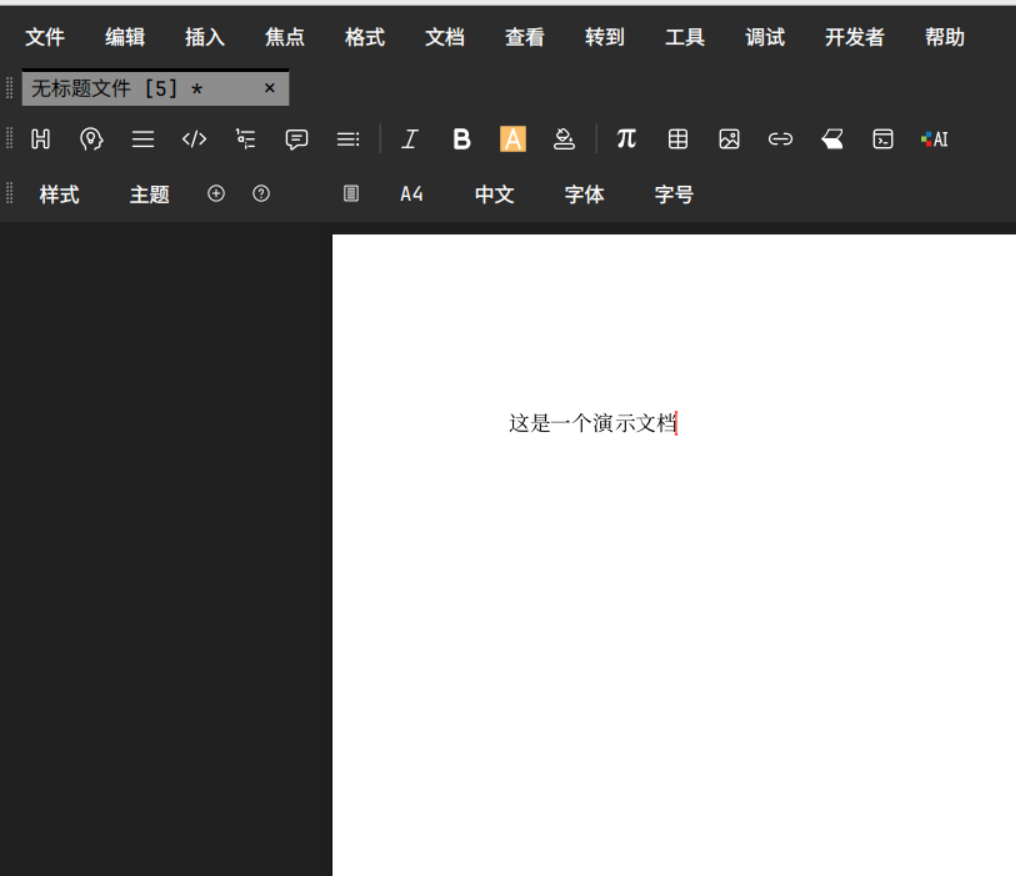 文件 编辑 插入 焦点 格式 文档 查看 转到 工具 调试 开发者 帮助
无标题文件 [5] * ×
H </> I B A π AI
样式 主题 A4 中文 字体 字号
这是一个演示文档